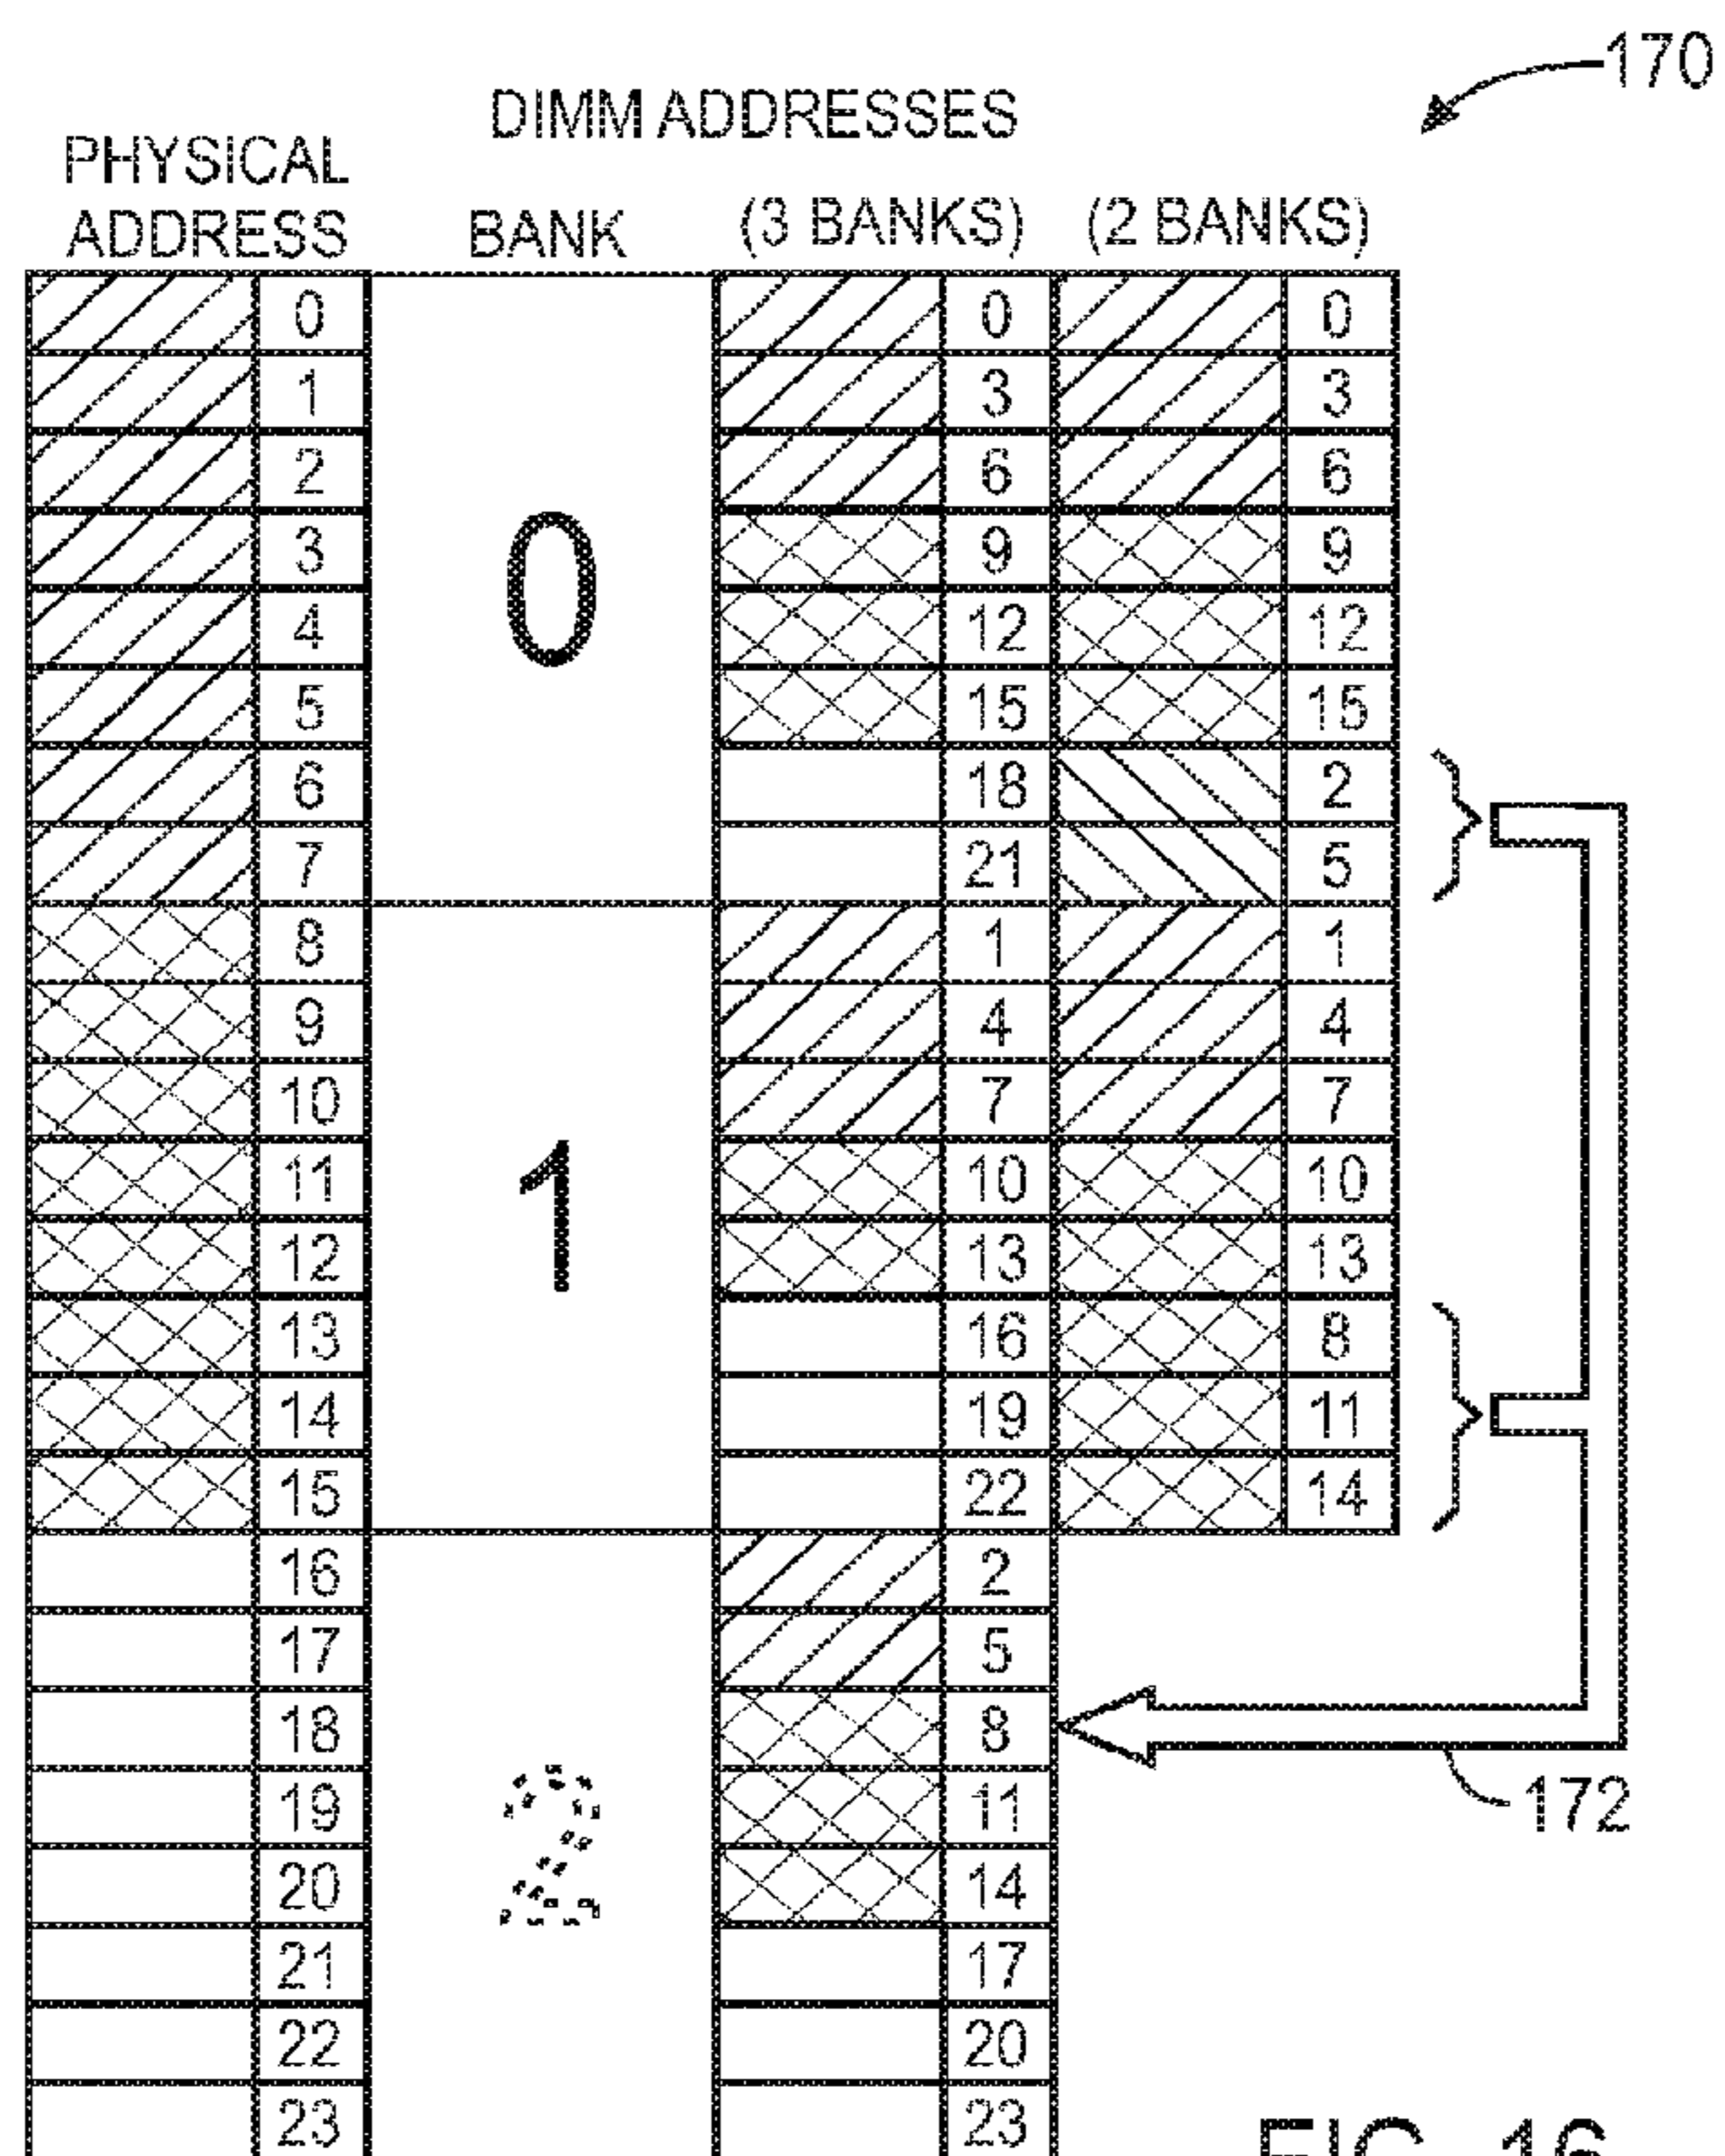 170
DIMM ADDRESSES
PHYSICAL
ADDRESS BANK (3 BANKS) (2 BANKS)
0 0 0
1 3 3
2 6 6
3 9 9
0
4 12 12
5 15 15
6 18 2
7 21 5
8 1 1
9 4 4
10 7 7
11 10 10
1
12 13 13
13 16 8
14 19 11
15 22 14
16 2
17 5
18 8
19 11
172
2
20 14
21 17
22 20
23 23
FIG. 16